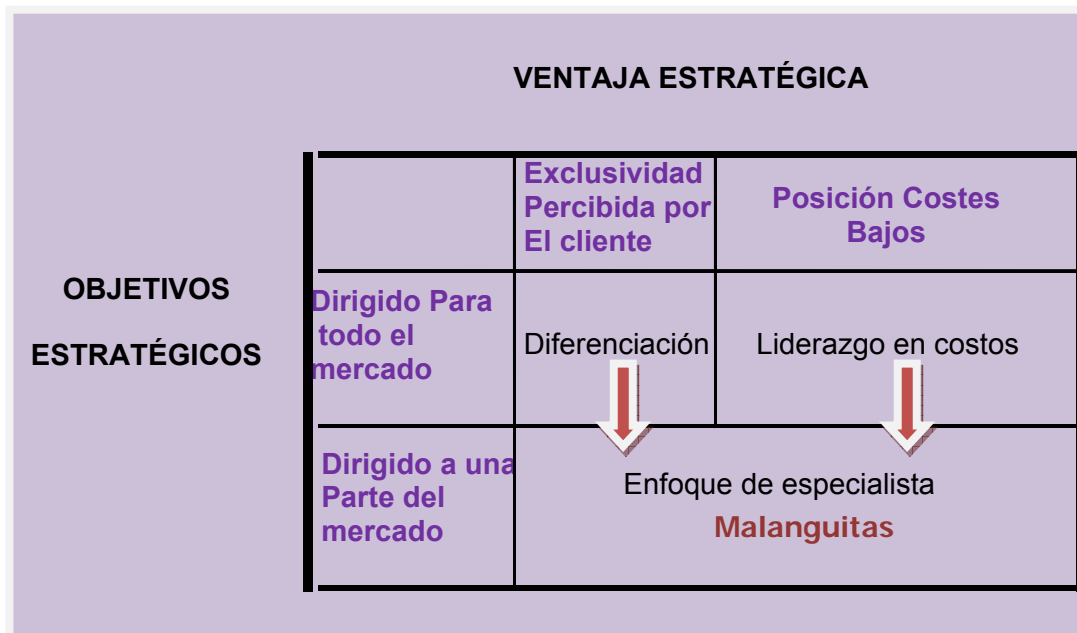 VENTAJA ESTRATÉGICA
Exclusividad
Percibida por
El cliente
Posición Costes
Bajos
OBJETIVOS
ESTRATÉGICOS
Dirigido Para
todo el
mercado
Diferenciación
Liderazgo en costos
Dirigido a una
Parte del
mercado
Enfoque de especialista
Malanguitas